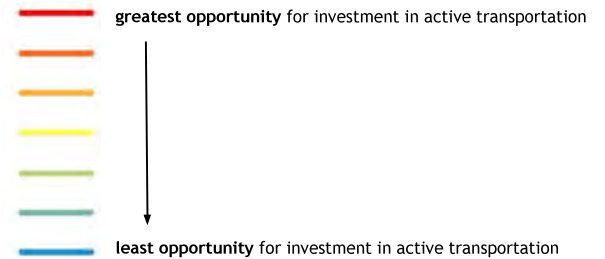 greatest opportunity for investment in active transportation
least opportunity for investment in active transportation